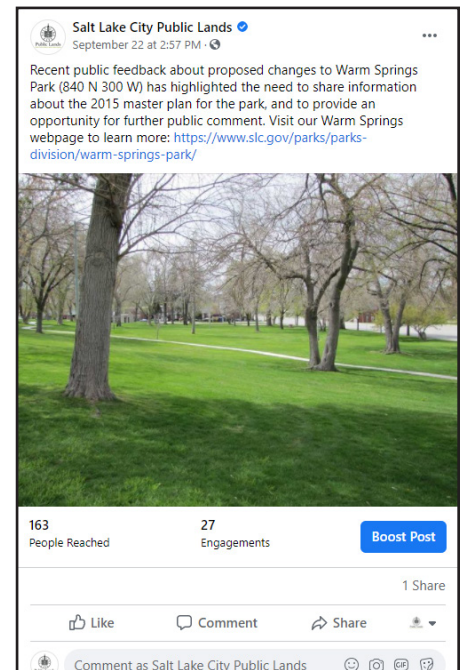 Salt Lake City Public Lands
Public Lands
September 22 at 2:57 PM ·
Recent public feedback about proposed changes to Warm Springs
Park (840 N 300 W) has highlighted the need to share information
about the 2015 master plan for the park, and to provide an
opportunity for further public comment. Visit our Warm Springs
webpage to learn more: https://www.slc.gov/parks/parks-
division/warm-springs-park/
163
People Reached
27
Engagements
Boost Post
1 Share
Like
Comment
Share
Comment as Salt Lake City Public Lands
GIF